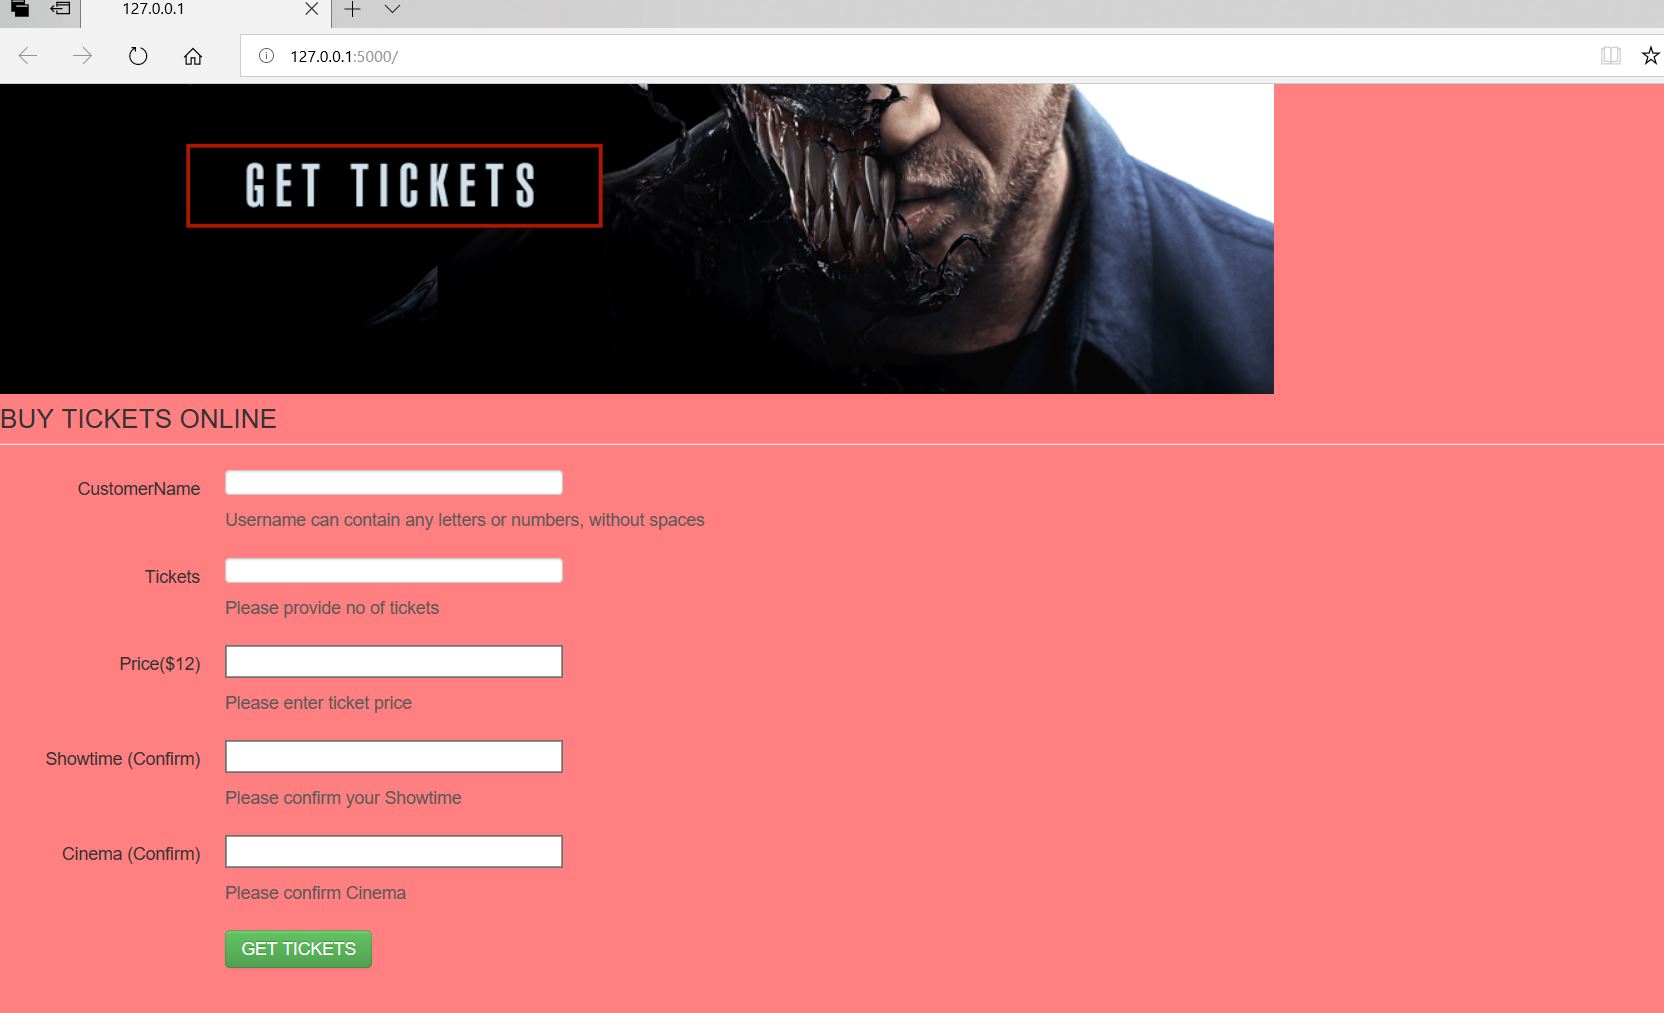 127.0.0.1
127.0.0.1:5000/
GET TICKETS
BUY TICKETS ONLINE
CustomerName
Username can contain any letters or numbers, without spaces
Tickets
Please provide no of tickets
Price($12)
Please enter ticket price
Showtime (Confirm)
Please confirm your Showtime
Cinema (Confirm)
Please confirm Cinema
GET TICKETS